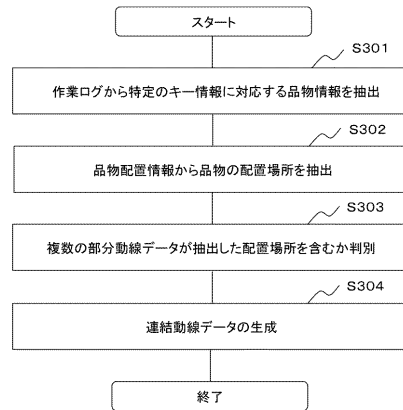 スタート
S301
作業ログから特定のキー情報に対応する品物情報を抽出
S302
品物配置情報から品物の配置場所を抽出
S303
複数の部分動線データが抽出した配置場所を含むか判別
S304
連結動線データの生成
終了